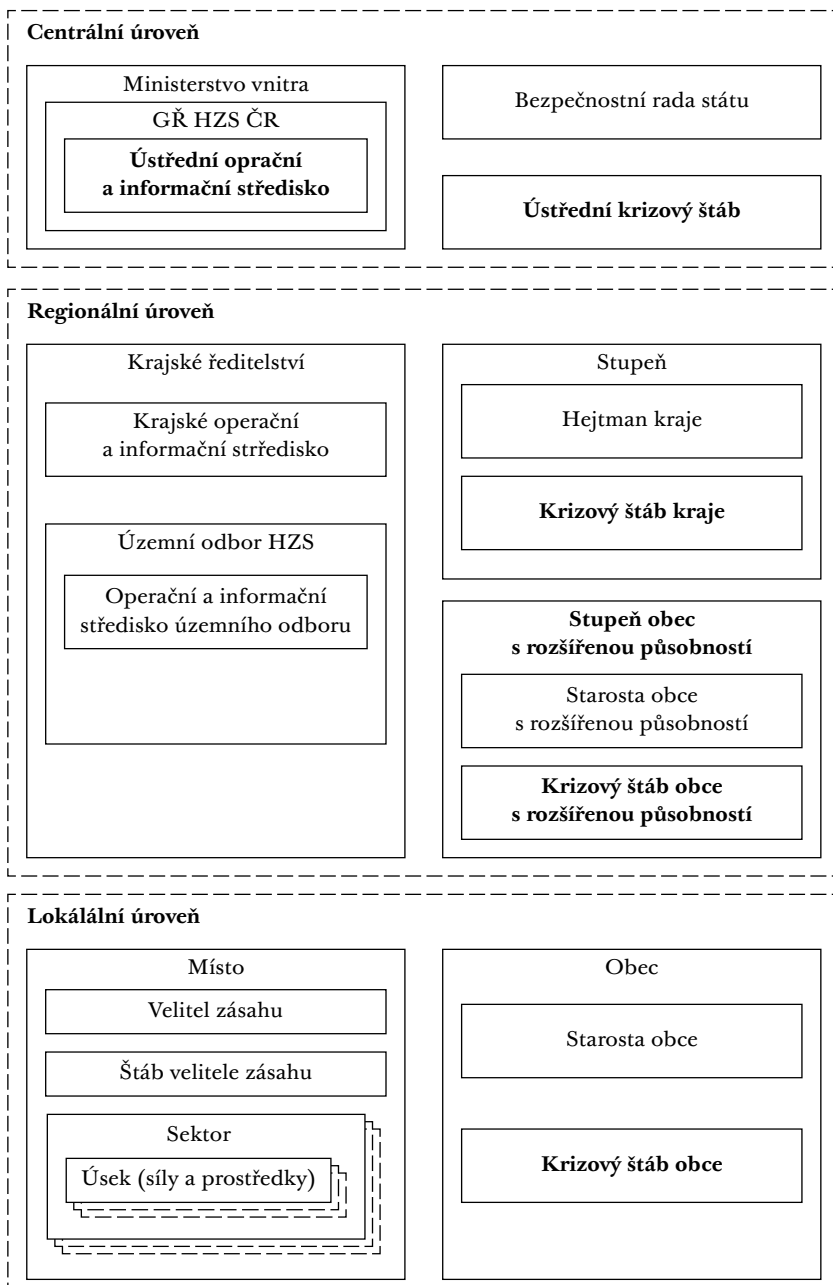 Centrální úroveň
Ministerstvo vnitra
GŘ HZS ČR
Ústřední oprační
a informační středisko
Bezpečnostní rada státu
Ústřední krizový štáb
Regionální úroveň
Krajské ředitelství
Krajské operační
a informační strředisko
Územní odbor HZS
Operační a informační
středisko územního odboru
Stupeň
Hejtman kraje
Krizový štáb kraje
Stupeň obec
s rozšířenou působností
Starosta obce
s rozšířenou působností
Krizový štáb obce
s rozšířenou působností
Lokálální úroveň
Místo
Velitel zásahu
Štáb velitele zásahu
Sektor
Úsek (síly a prostředky)
Obec
Starosta obce
Krizový štáb obce